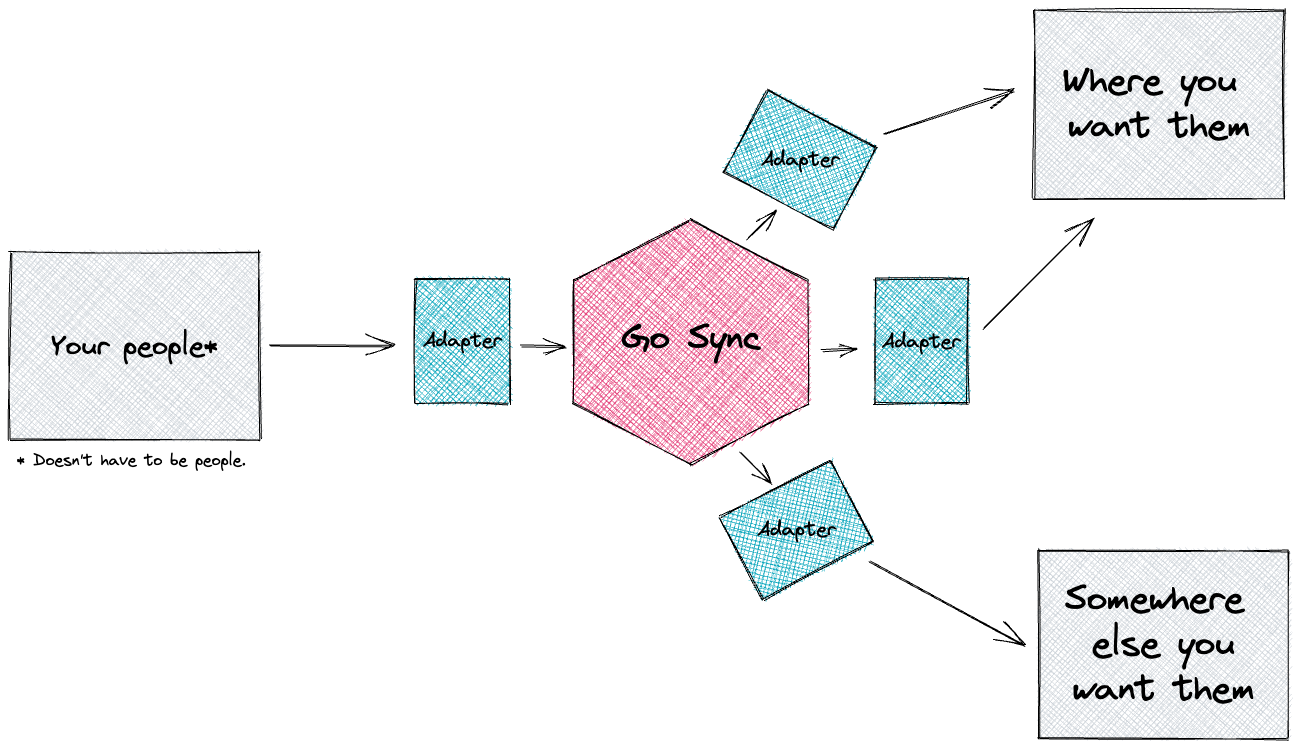 Your people*
* Doesn't have to be people.
Adapter
Go Sync
Adapter
Adapter
Adapter
Where you
want them
Somewhere
else you
want them